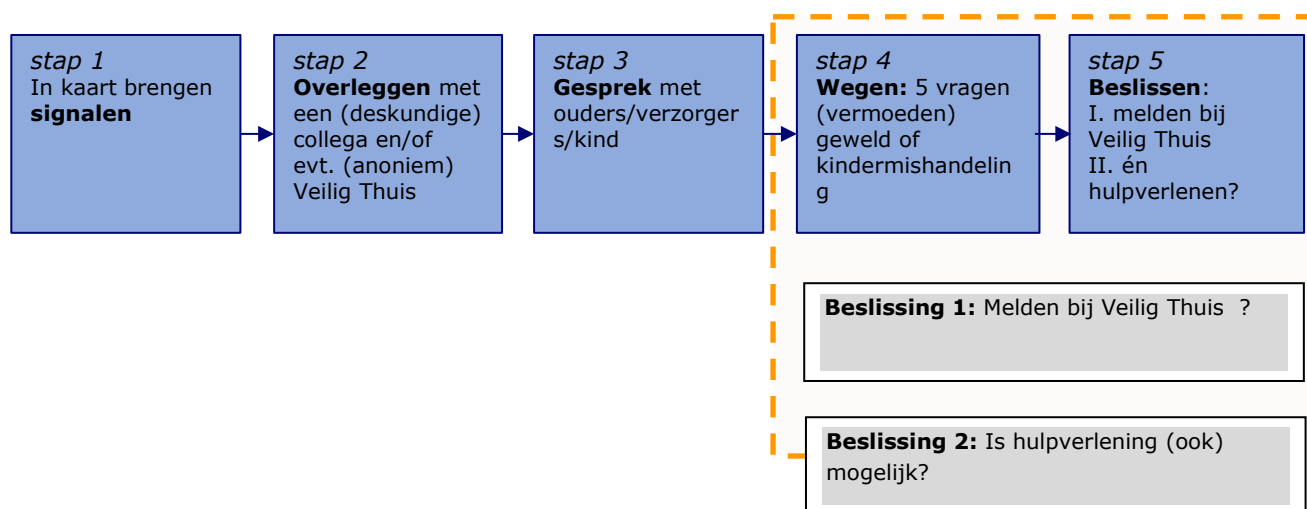 stap 1
In kaart brengen
signalen
stap 2
Overleggen met
een (deskundige)
collega en/of
evt. (anoniem)
Veilig Thuis
stap 3
Gesprek met
ouders/verzorger
s/kind
stap 4
Wegen: 5 vragen
(vermoeden)
geweld of
kindermishandelin
g
stap 5
Beslissen:
I. melden bij
Veilig Thuis
II. én
hulpverlenen?
Beslissing 1: Melden bij Veilig Thuis ?
Beslissing 2: Is hulpverlening (ook)
mogelijk?